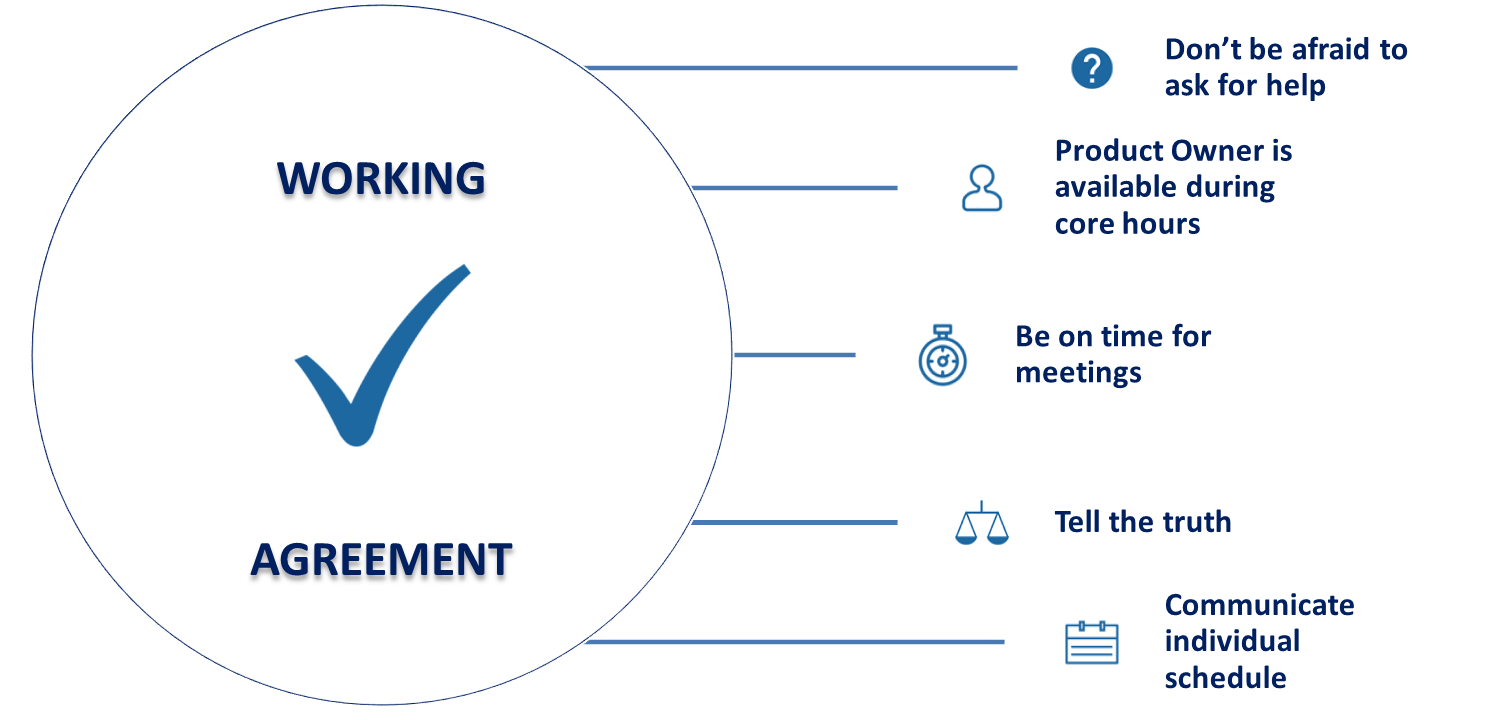 WORKING
AGREEMENT
Don’t be afraid to
ask for help
Product Owner is
available during
core hours
Be on time for
meetings
Tell the truth
Communicate
individual
schedule